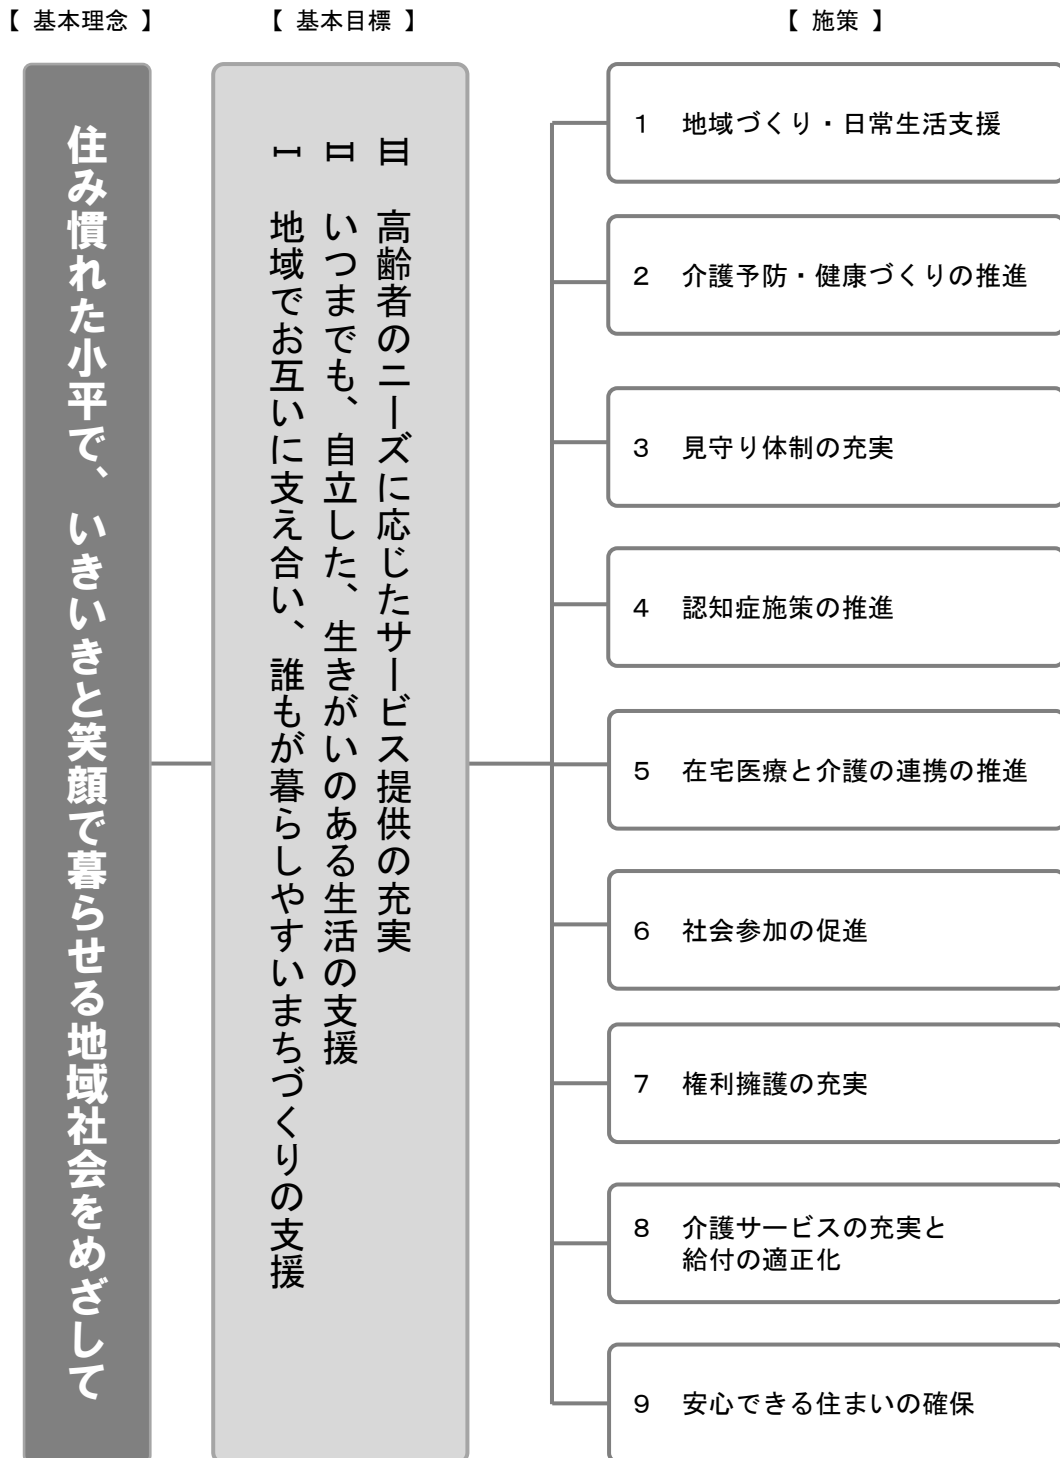 【 基本理念 】
【 基本目標 】
【 施策 】
住み慣れた小平で、いきいきと笑顔で暮らせる地域社会をめざして
Ⅲ 高齢者のニーズに応じたサービス提供の充実
Ⅱ いつまでも、自立した、生きがいのある生活の支援
Ⅰ 地域でお互いに支え合い、誰もが暮らしやすいまちづくりの支援
1 地域づくり・日常生活支援
2 介護予防・健康づくりの推進
3 見守り体制の充実
4 認知症施策の推進
5 在宅医療と介護の連携の推進
6 社会参加の促進
7 権利擁護の充実
8 介護サービスの充実と
給付の適正化
9 安心できる住まいの確保